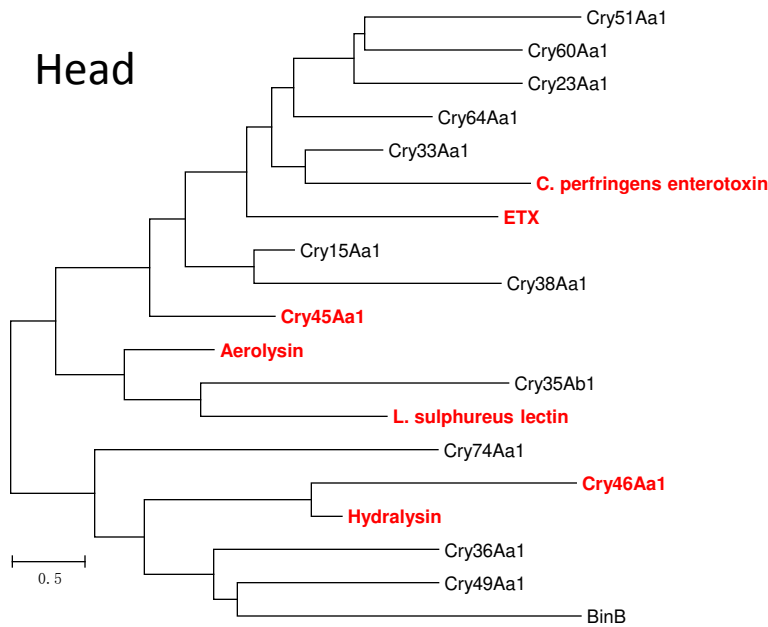 Head
Cry51Aa1
Cry60Aa1
Cry23Aa1
Cry64Aa1
Cry33Aa1
C. perfringens enterotoxin
ETX
Cry15Aa1
Cry38Aa1
Cry45Aa1
Aerolysin
Cry35Ab1
L. sulphureus lectin
Cry74Aa1
Cry46Aa1
Hydralysin
Cry36Aa1
Cry49Aa1
BinB
0.5